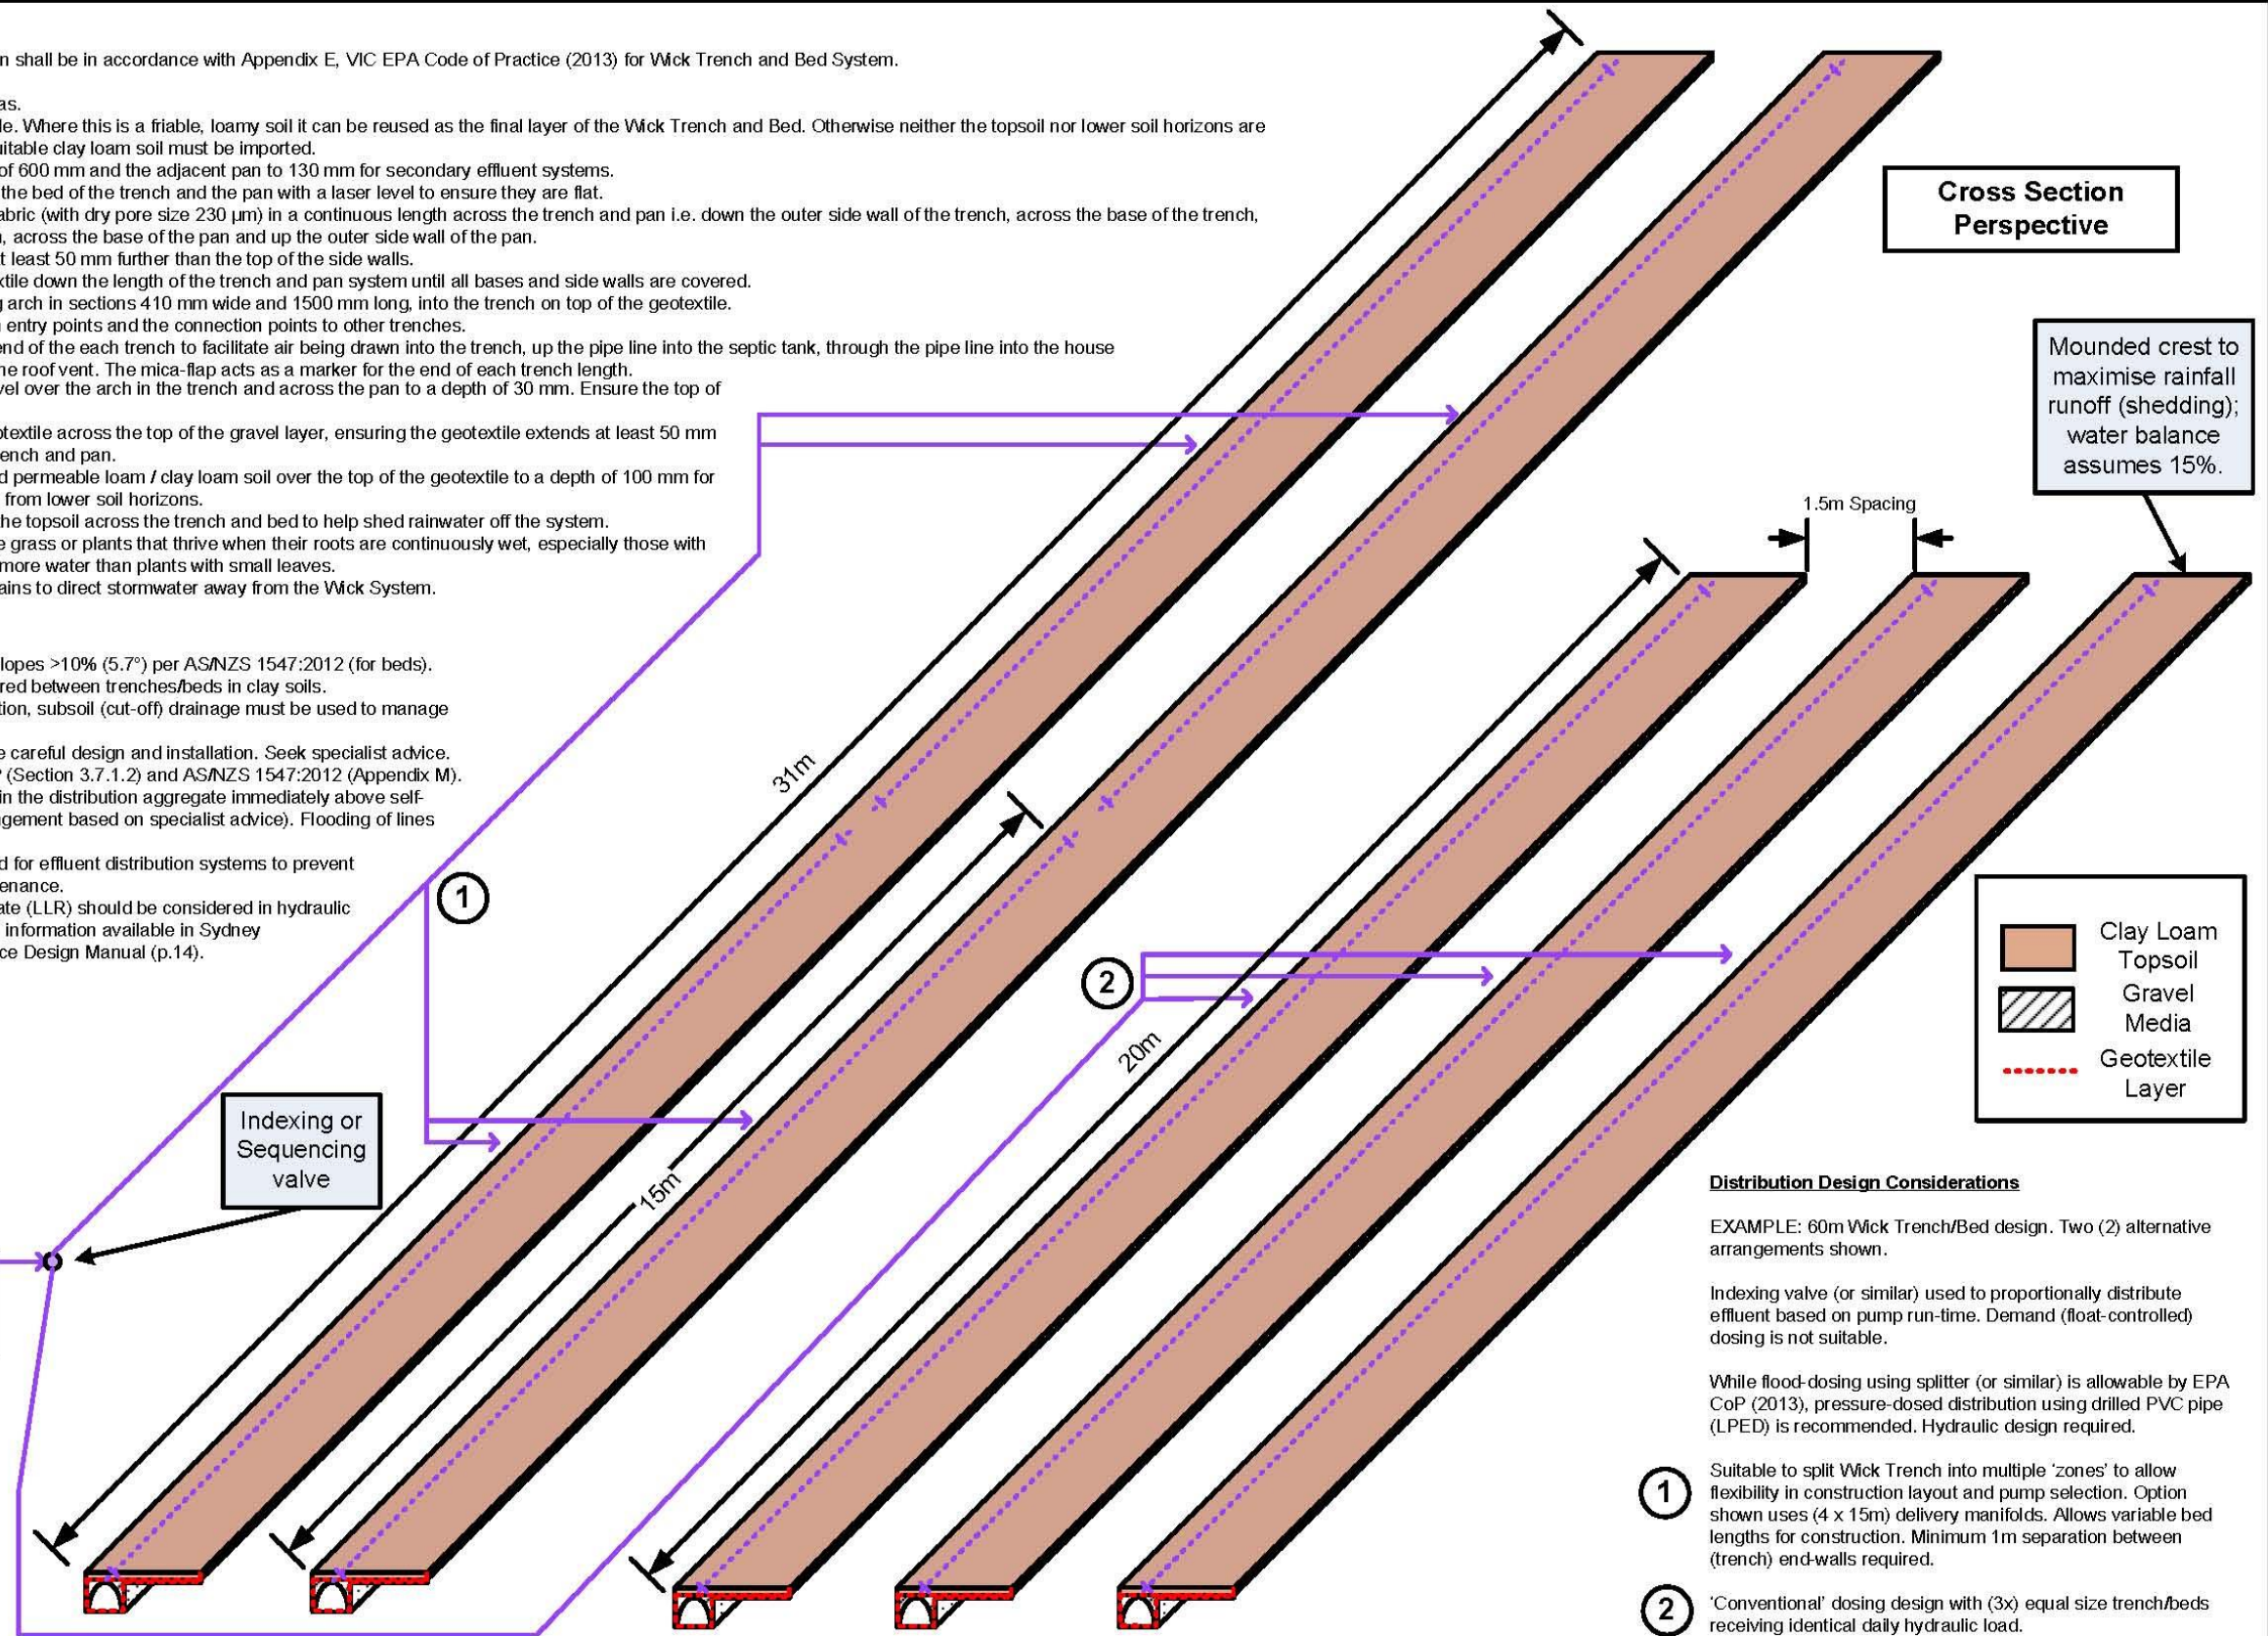 n shall be in accordance with Appendix E, VIC EPA Code of Practice (2013) for Wick Trench and Bed System.
as.
le. Where this is a friable, loamy soil it can be reused as the final layer of the Wick Trench and Bed. Otherwise neither the topsoil nor lower soil horizons are
uitable clay loam soil must be imported.
of 600 mm and the adjacent pan to 130 mm for secondary effluent systems.
the bed of the trench and the pan with a laser level to ensure they are flat.
abric (with dry pore size 230 µm) in a continuous length across the trench and pan i.e. down the outer side wall of the trench, across the base of the trench,
, across the base of the pan and up the outer side wall of the pan.
t least 50 mm further than the top of the side walls.
xtile down the length of the trench and pan system until all bases and side walls are covered.
g arch in sections 410 mm wide and 1500 mm long, into the trench on top of the geotextile.
entry points and the connection points to other trenches.
end of the each trench to facilitate air being drawn into the trench, up the pipe line into the septic tank, through the pipe line into the house
ne roof vent. The mica-flap acts as a marker for the end of each trench length.
vel over the arch in the trench and across the pan to a depth of 30 mm. Ensure the top of
otextile across the top of the gravel layer, ensuring the geotextile extends at least 50 mm
ench and pan.
d permeable loam / clay loam soil over the top of the geotextile to a depth of 100 mm for
from lower soil horizons.
he topsoil across the trench and bed to help shed rainwater off the system.
e grass or plants that thrive when their roots are continuously wet, especially those with
more water than plants with small leaves.
ains to direct stormwater away from the Wick System.
lopes >10% (5.7°) per AS/NZS 1547:2012 (for beds).
red between trenches/beds in clay soils.
tion, subsoil (cut-off) drainage must be used to manage
e careful design and installation. Seek specialist advice.
(Section 3.7.1.2) and AS/NZS 1547:2012 (Appendix M).
in the distribution aggregate immediately above self-
ngement based on specialist advice). Flooding of lines
d for effluent distribution systems to prevent
enance.
ate (LLR) should be considered in hydraulic
information available in Sydney
ce Design Manual (p.14).
Cross Section
Perspective
Mounded crest to
maximise rainfall
runoff (shedding);
water balance
assumes 15%.
1.5m Spacing
31m
1
15m
2
20m
Indexing or
Sequencing
valve
Clay Loam
Topsoil
Gravel
Media
Geotextile
Layer
Distribution Design Considerations
EXAMPLE: 60m Wick Trench/Bed design. Two (2) alternative
arrangements shown.
Indexing valve (or similar) used to proportionally distribute
effluent based on pump run-time. Demand (float-controlled)
dosing is not suitable.
While flood-dosing using splitter (or similar) is allowable by EPA
CoP (2013), pressure-dosed distribution using drilled PVC pipe
(LPED) is recommended. Hydraulic design required.
1
Suitable to split Wick Trench into multiple 'zones' to allow
flexibility in construction layout and pump selection. Option
shown uses (4 x 15m) delivery manifolds. Allows variable bed
lengths for construction. Minimum 1m separation between
(trench) end-walls required.
2
'Conventional' dosing design with (3x) equal size trench/beds
receiving identical daily hydraulic load.